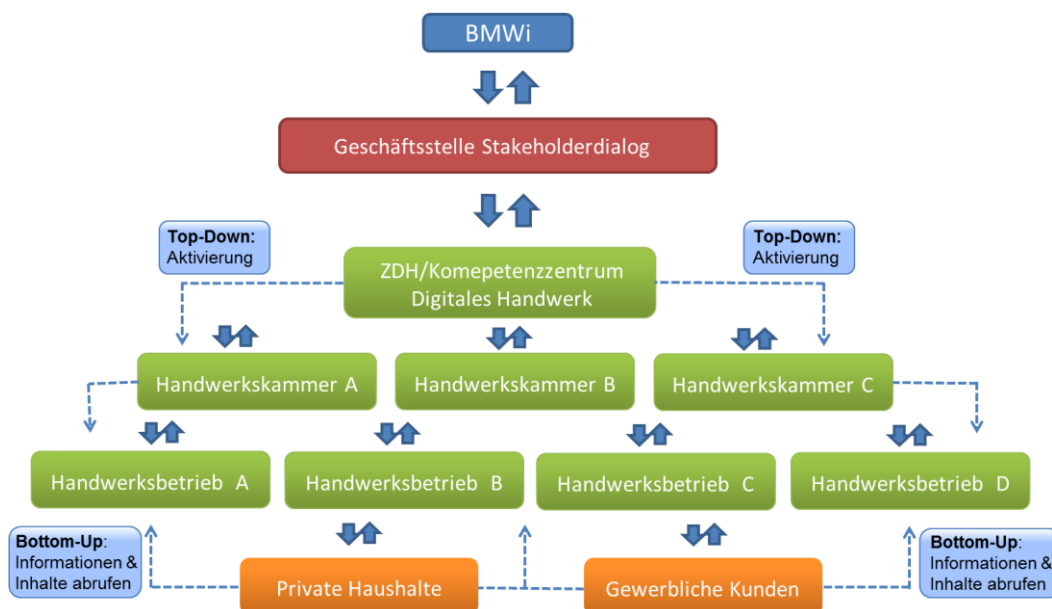 BMWi
Geschäftsstelle Stakeholderdialog
Top-Down:
Aktivierung
Top-Down:
Aktivierung
ZDH/Komepetenzzentrum
Digitales Handwerk
Handwerkskammer A
Handwerkskammer B
Handwerkskammer C
Handwerksbetrieb A
Handwerksbetrieb B
Handwerksbetrieb C
Handwerksbetrieb D
Bottom-Up:
Informationen &
Inhalte abrufen
Private Haushalte
Gewerbliche Kunden
Bottom-Up:
Informationen &
Inhalte abrufen